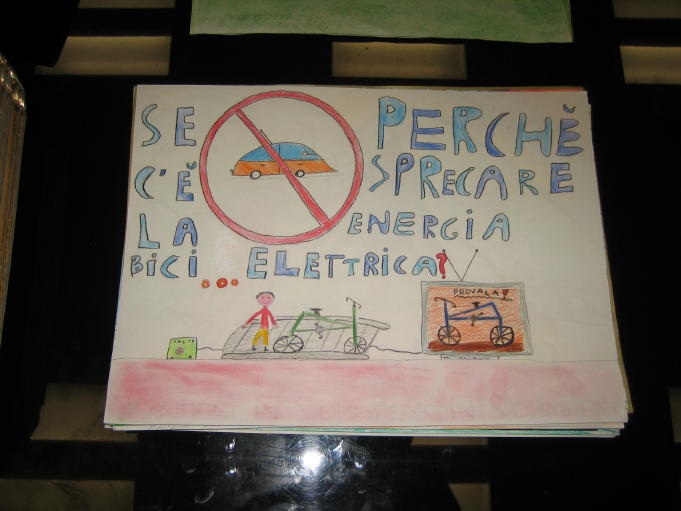 PERCHÈ
SPRECARE
ENERGIA
ELETTRICA?
SE
C'È
LA
BICI...
PROVALA!